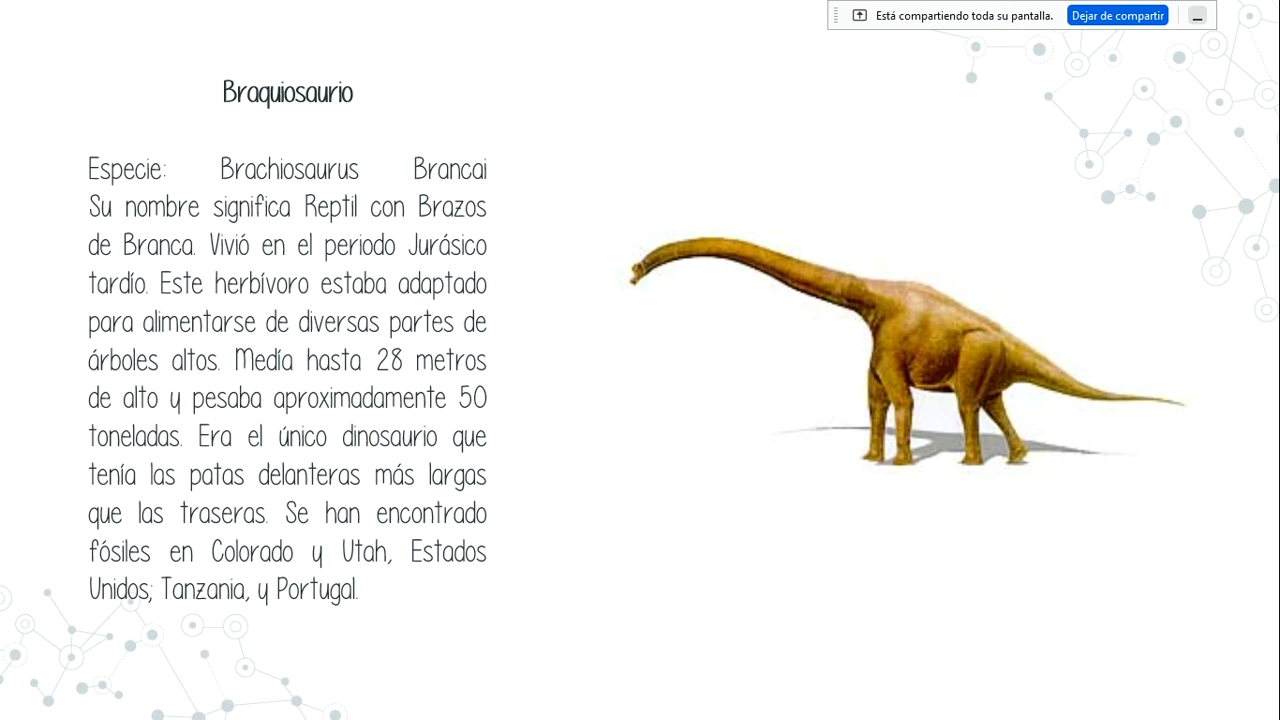 Está compartiendo toda su pantalla.
Dejar de compartir
Braquiosaurio
Especie: Brachiosaurus Brancai
Su nombre significa Reptil con Brazos
de Branca. Vivió en el periodo Jurásico
tardío. Este herbívoro estaba adaptado
para alimentarse de diversas partes de
árboles altos. Medía hasta 28 metros
de alto y pesaba aproximadamente 50
toneladas. Era el único dinosaurio que
tenía las patas delanteras más largas
que las traseras. Se han encontrado
fósiles en Colorado y Utah, Estados
Unidos; Tanzania, y Portugal.